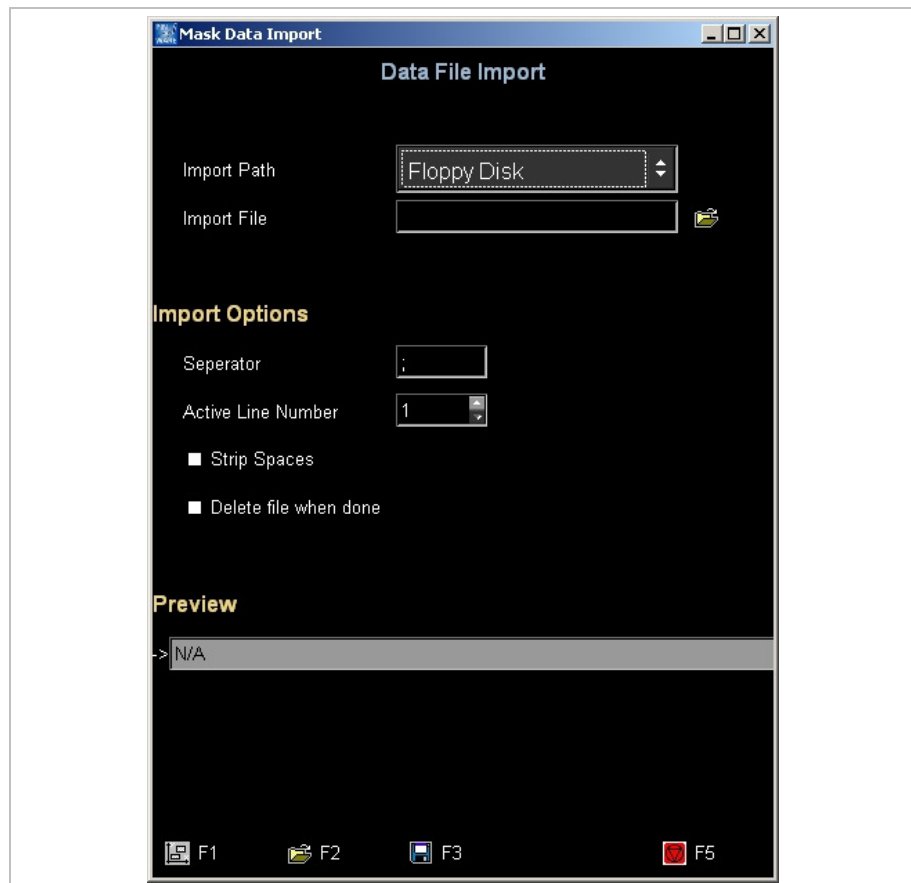 Mask Data Import
Data File Import
Import Path Floppy Disk
Import File
Import Options
Seperator ;
Active Line Number 1
Strip Spaces
Delete file when done
Preview
-> N/A
F1 F2 F3 F5